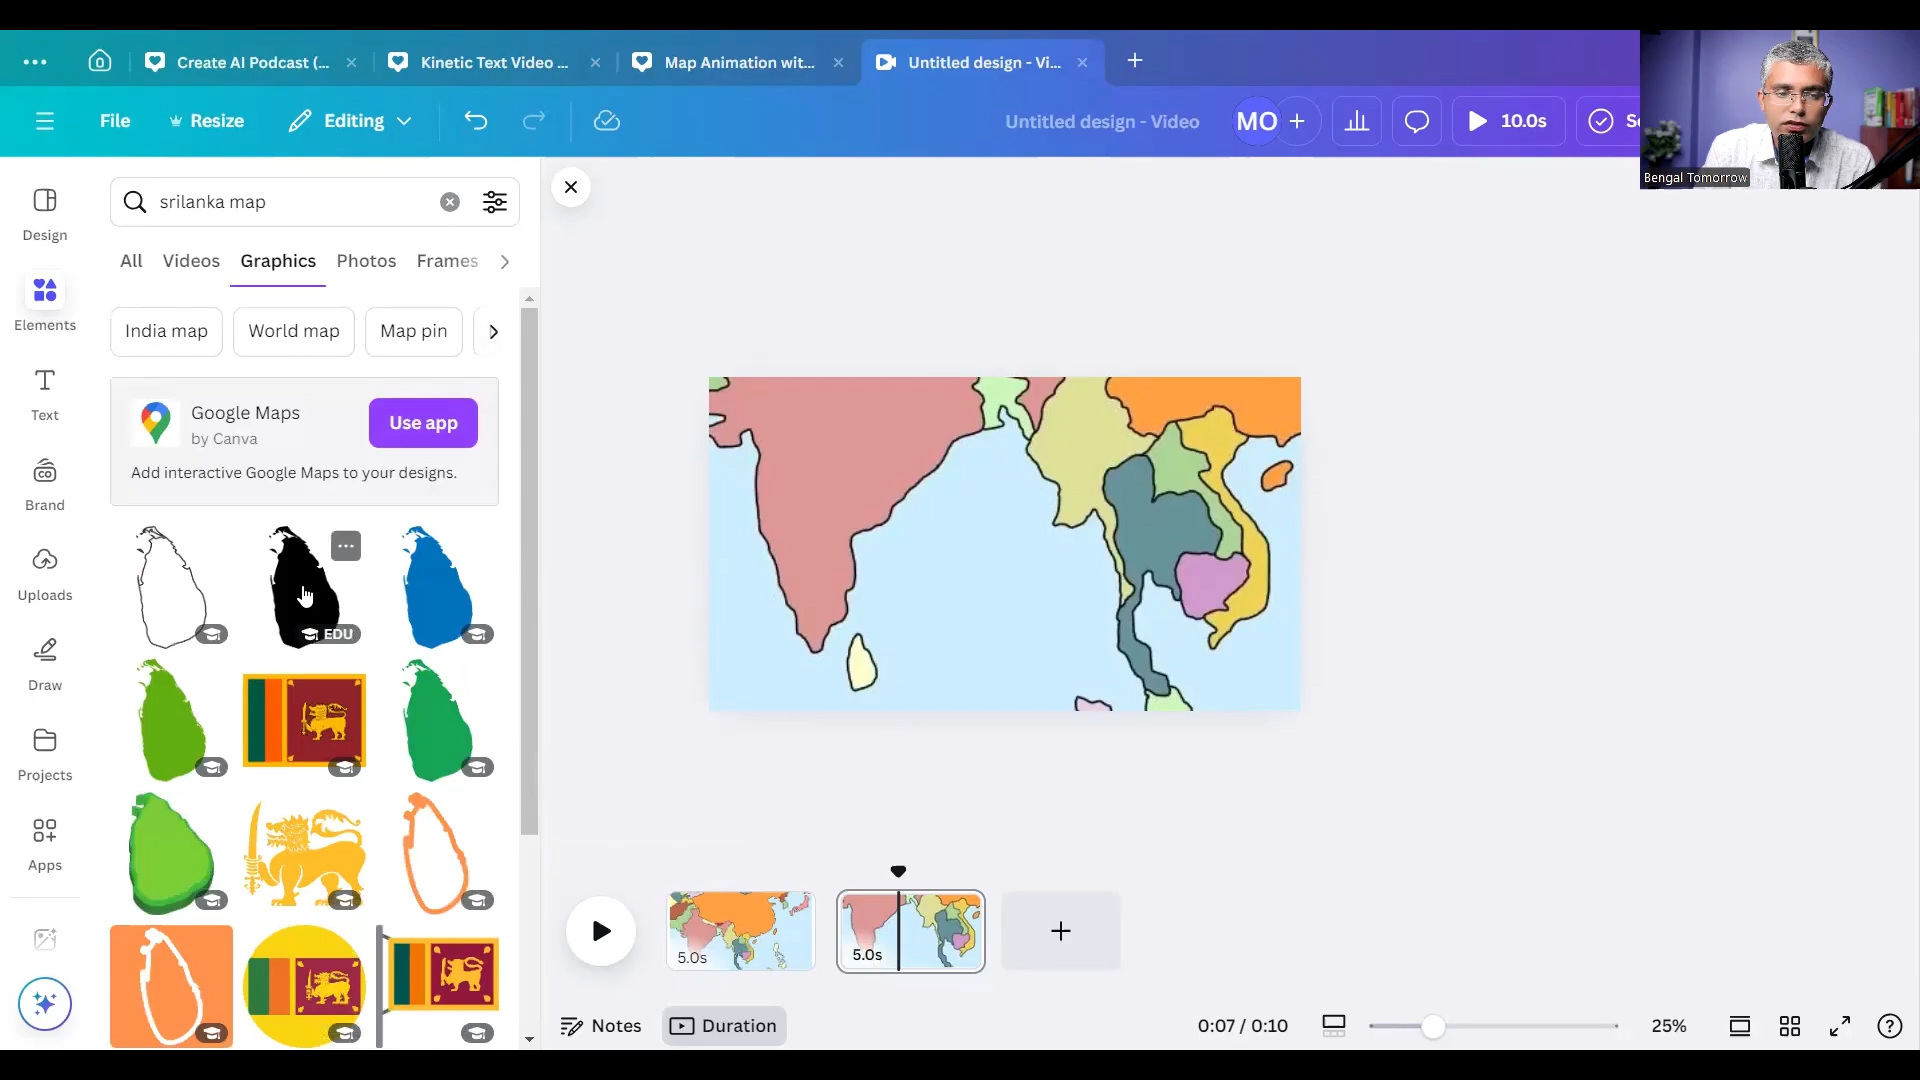 Create AI Podcast (...
Kinetic Text Video ...
Map Animation wit...
Untitled design - Vi...
File
Resize
Editing
Untitled design - Video
MO
10.0s
Bengal Tomorrow
Design
Elements
Text
Brand
Uploads
Draw
Projects
Apps
srilanka map
All
Videos
Graphics
Photos
Frames
India map
World map
Map pin
Google Maps
by Canva
Use app
Add interactive Google Maps to your designs.
EDU
5.0s
5.0s
Notes
Duration
0:07 / 0:10
25%